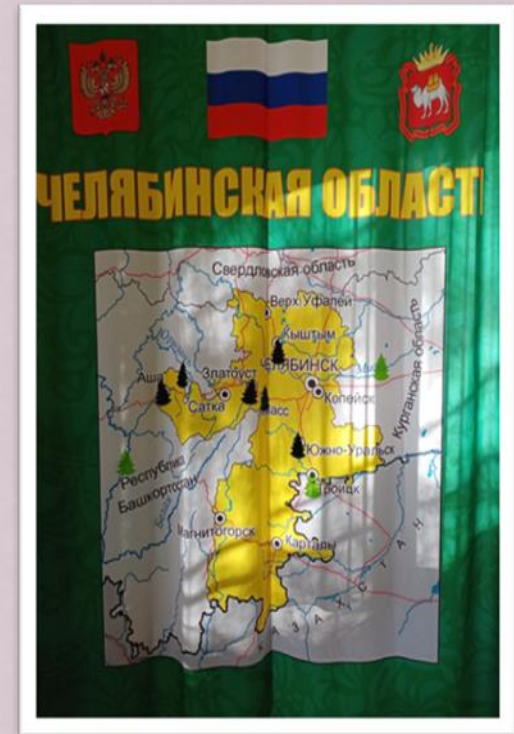 ЧЕЛЯБИНСКАЯ ОБЛАСТЬ
Свердловская область
Верх. Уфалей
Кыштым
ЧЕЛЯБИНСК
Курганская область
Аша
Златоуст
Копейск
Сатка
Миасс
Южно-Уральск
Республика
Башкортостан
Троицк
Магнитогорск
Карталы
КАЗАХСТАН